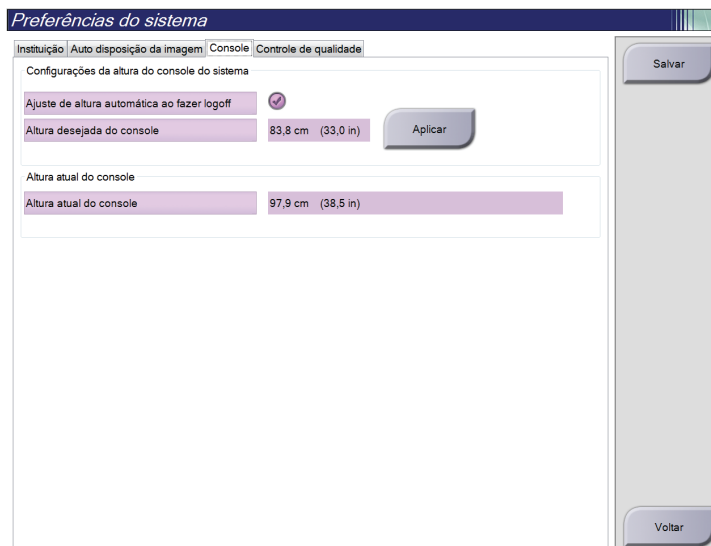 Preferências do sistema
Instituição Auto disposição da imagem Console Controle de qualidade
Salvar
Configurações da altura do console do sistema
Ajuste de altura automática ao fazer logoff
Altura desejada do console 83,8 cm (33,0 in) Aplicar
Altura atual do console
Altura atual do console 97,9 cm (38,5 in)
Voltar